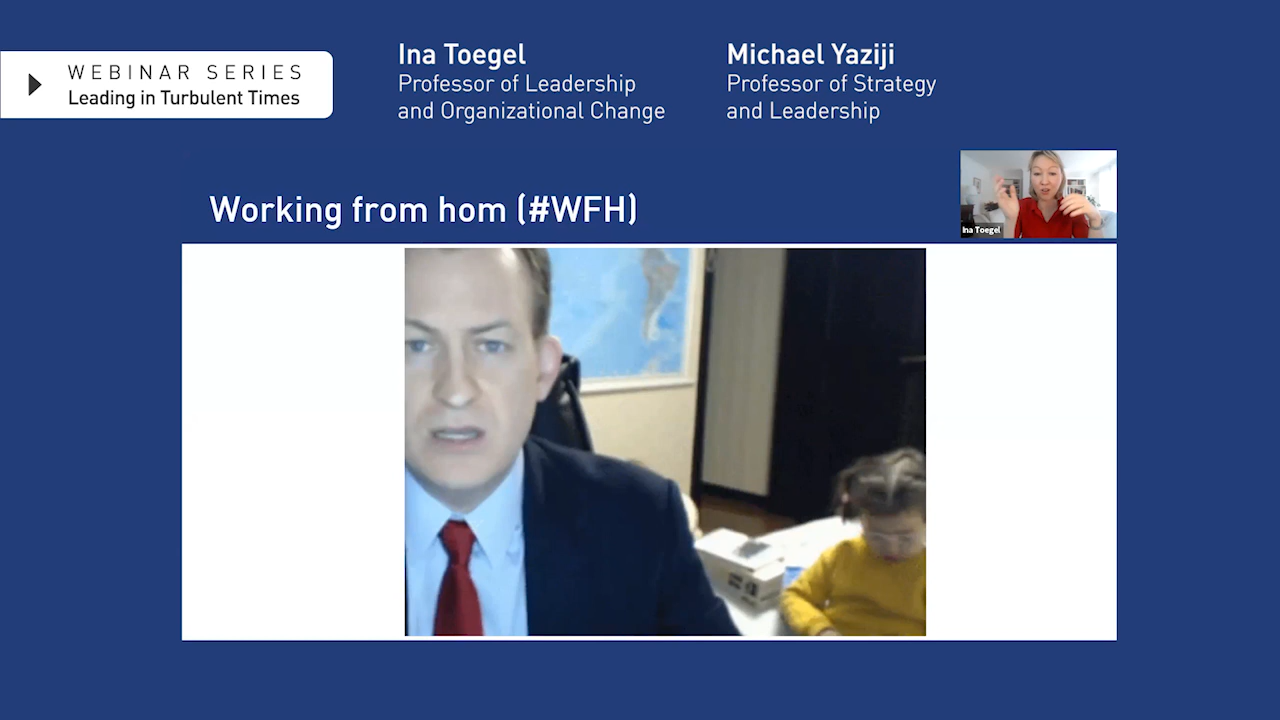 WEBINAR SERIES
Leading in Turbulent Times
Ina Toegel
Professor of Leadership
and Organizational Change
Michael Yaziji
Professor of Strategy
and Leadership
Working from hom (#WFH)
Ina Toegel